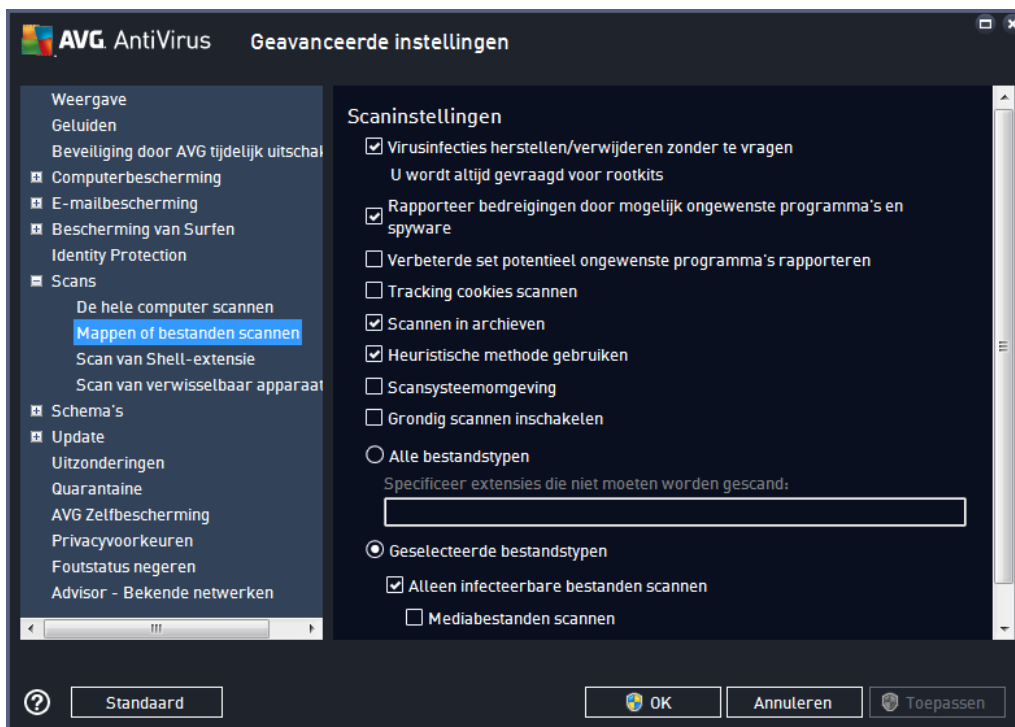 AVG. AntiVirus Geavanceerde instellingen
Weergave
Geluiden
Beveiliging door AVG tijdelijk uitschak
Computerbescherming
E-mailbescherming
Bescherming van Surfen
Identity Protection
Scans
De hele computer scannen
Mappen of bestanden scannen
Scan van Shell-extensie
Scan van verwisselbaar apparaat
Schema's
Update
Uitzonderingen
Quarantaine
AVG Zelfbescherming
Privacyvoorkeuren
Foutstatus negeren
Advisor - Bekende netwerken
Scaninstellingen
Virusinfecties herstellen/verwijderen zonder te vragen
U wordt altijd gevraagd voor rootkits
Rapporteer bedreigingen door mogelijk ongewenste programma's en
spyware
Verbeterde set potentieel ongewenste programma's rapporteren
Tracking cookies scannen
Scannen in archieven
Heuristische methode gebruiken
Scansysteemomgeving
Grondig scannen inschakelen
Alle bestandstypen
Specificeer extensies die niet moeten worden gescand:
Geselecteerde bestandstypen
Alleen infecteerbare bestanden scannen
Mediabestanden scannen
? Standaard OK Annuleren Toepassen